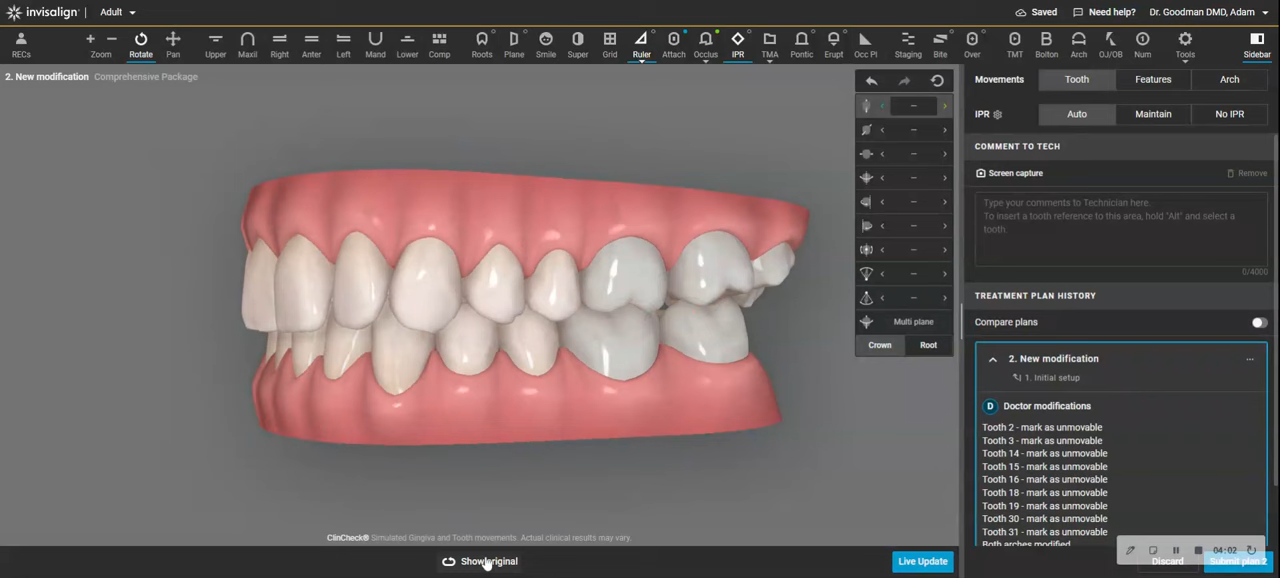 invisalign
Adult
Saved
Need help?
Dr. Goodman DMD, Adam
RECs
Zoom
Rotate
Pan
Upper
Maxil
Right
Anter
Left
Mand
Lower
Comp
Roots
Plane
Smile
Super
Grid
Ruler
Attach
Occlus
IPR
TMA
Pontic
Erupt
Occ PI
Staging
Bite
Over
TMT
Bolton
Arch
OJ/OB
Num
Tools
Sidebar
2. New modification Comprehensive Package
Multi plane
Crown
Root
Movements
Tooth
Features
Arch
IPR
Auto
Maintain
No IPR
COMMENT TO TECH
Screen capture
Remove
Type your comments to Technician here.
To insert a tooth reference to this area, hold "Alt" and select a
tooth
0/4000
TREATMENT PLAN HISTORY
Compare plans
2. New modification
1. Initial setup
D Doctor modifications
Tooth 2 - mark as unmovable
Tooth 3 - mark as unmovable
Tooth 14 - mark as unmovable
Tooth 15 - mark as unmovable
Tooth 16 - mark as unmovable
Tooth 18 - mark as unmovable
Tooth 19 - mark as unmovable
Tooth 30 - mark as unmovable
Tooth 31 - mark as unmovable
Both arches modified
04:02
Discard
Submit plan 2
ClinCheck® Simulated Gingiva and Tooth movements. Actual clinical results may vary.
Show original
Live Update